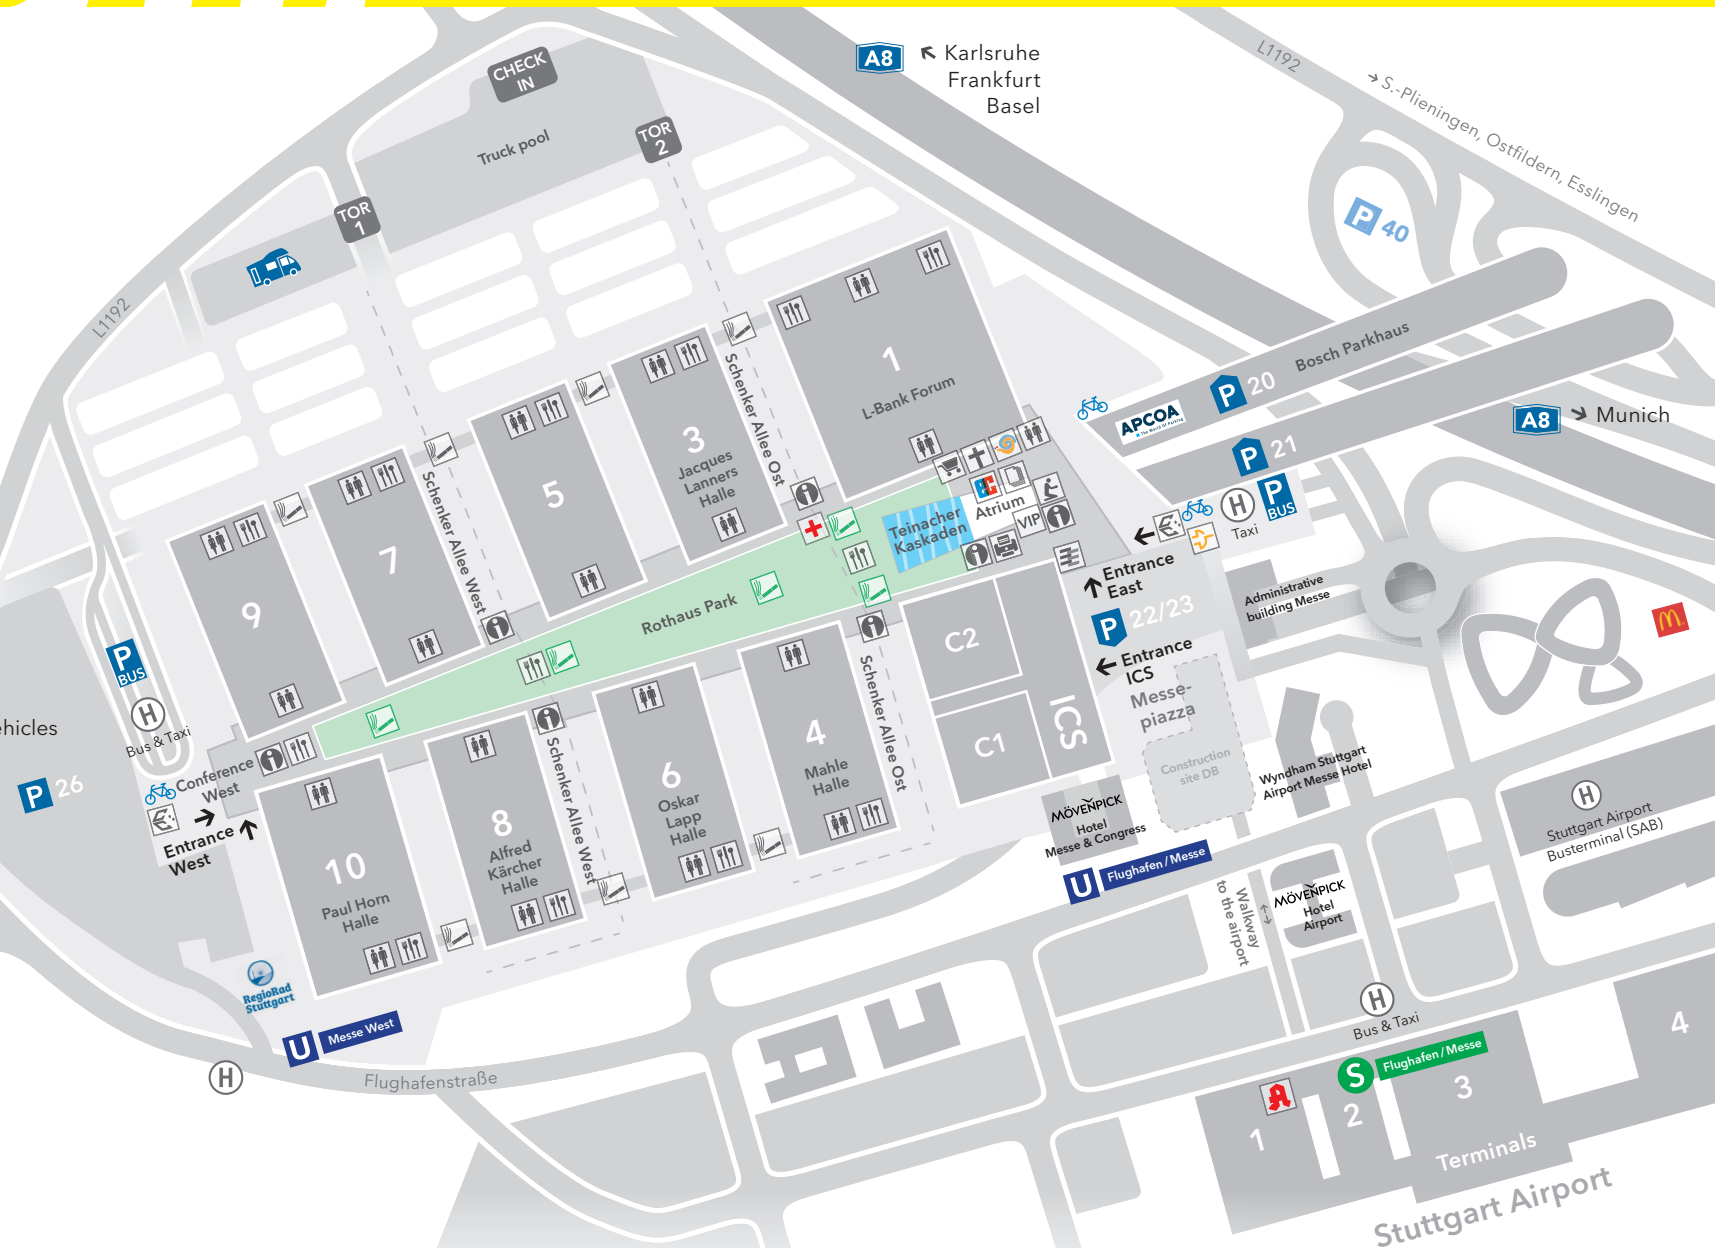 A8
Karlsruhe
Frankfurt
Basel
L1192
S.-Plieningen, Ostfildern, Esslingen
CHECK
IN
Truck pool
TOR
2
TOR
1
P 40
L1192
Bosch Parkhaus
P 20
APCOA
A8
Munich
P 21
1
L-Bank Forum
Schenker Allee Ost
3
Jacques
Lanners
Halle
5
Schenker Allee West
7
9
Teinacher
Kaskaden
Atrium
VIP
EC
H
Taxi
P
BUS
Entrance
East
P 22/23
Entrance
ICS
Messe-
piazza
Administrative
building Messe
Rothaus Park
C2
C1
ICS
Construction
site DB
Wyndham Stuttgart
Airport Messe Hotel
P
BUS
H
Bus & Taxi
ehicles
P 26
Conference
West
Entrance
West
10
Paul Horn
Halle
8
Alfred
Kärcher
Halle
Schenker Allee West
6
Oskar
Lapp
Halle
4
Mahle
Halle
Schenker Allee Ost
MÖVENPICK
Hotel
Messe & Congress
U Flughafen/Messe
Walkway
to the airport
MÖVENPICK
Hotel
Airport
H
Stuttgart Airport
Busterminal (SAB)
RegioRad
Stuttgart
U Messe West
H
Flughafenstraße
H
Bus & Taxi
S Flughafen/Messe
1
2
3
4
Terminals
Stuttgart Airport